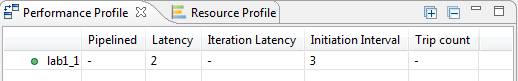 Performance Profile Resource Profile
Pipelined Latency Iteration Latency Initiation Interval Trip count
lab1_1 - 2 - 3 -